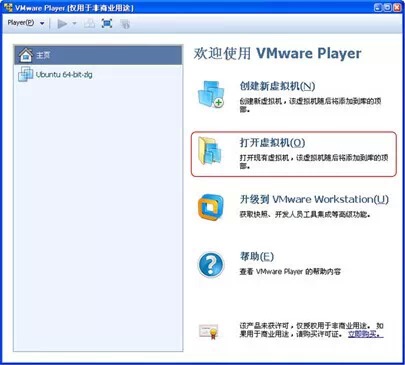 VMware Player (仅用于非商业用途)
Player(P)
主页
Ubuntu 64-bit-zlg
欢迎使用 VMware Player
创建新虚拟机(N)
创建新虚拟机，该虚拟机随后将添加到库的
顶部。
打开虚拟机(O)
打开现有虚拟机，该虚拟机随后将添加到库的顶
部。
升级到 VMware Workstation(U)
获取快照、开发人员工具集成等高级功能。
帮助(E)
查看 VMware Player 的帮助内容
该产品未获许可，仅授权用于非商业用途。如
果用于商业用途，请购买许可证。立即购买。